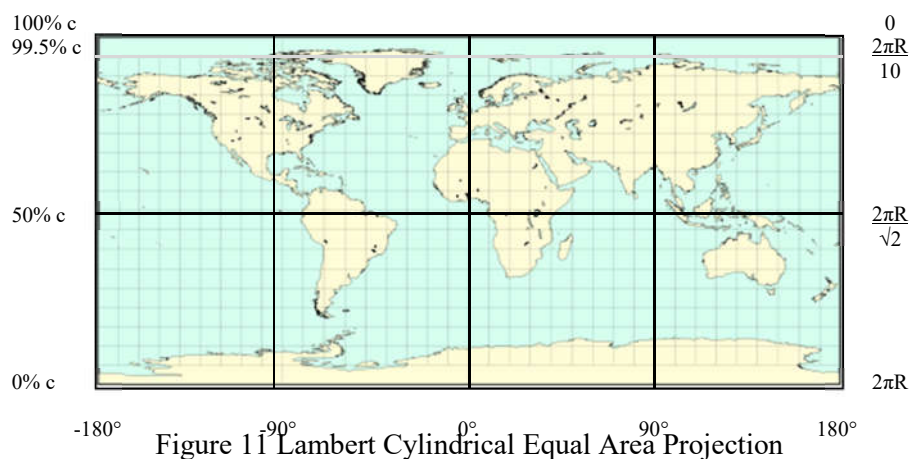 100% c
0
99.5% c
2πR
10
50% c
2πR
√2
0% c
2πR
-180°
-90°
0°
90°
180°
Figure 11 Lambert Cylindrical Equal Area Projection